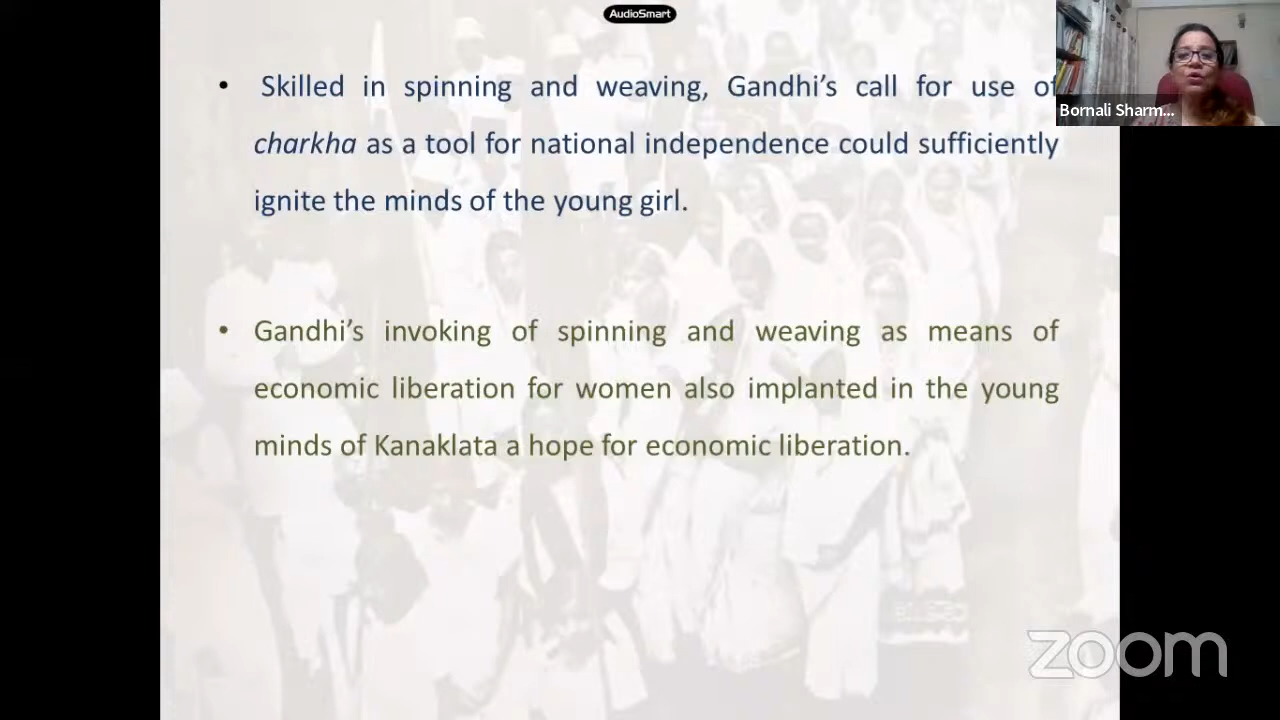 AudioSmart
Skilled in spinning and weaving, Gandhi's call for use of
charkha as a tool for national independence could sufficiently
ignite the minds of the young girl.
Bornali Sharm...
Gandhi's invoking of spinning and weaving as means of
economic liberation for women also implanted in the young
minds of Kanaklata a hope for economic liberation.
zoom